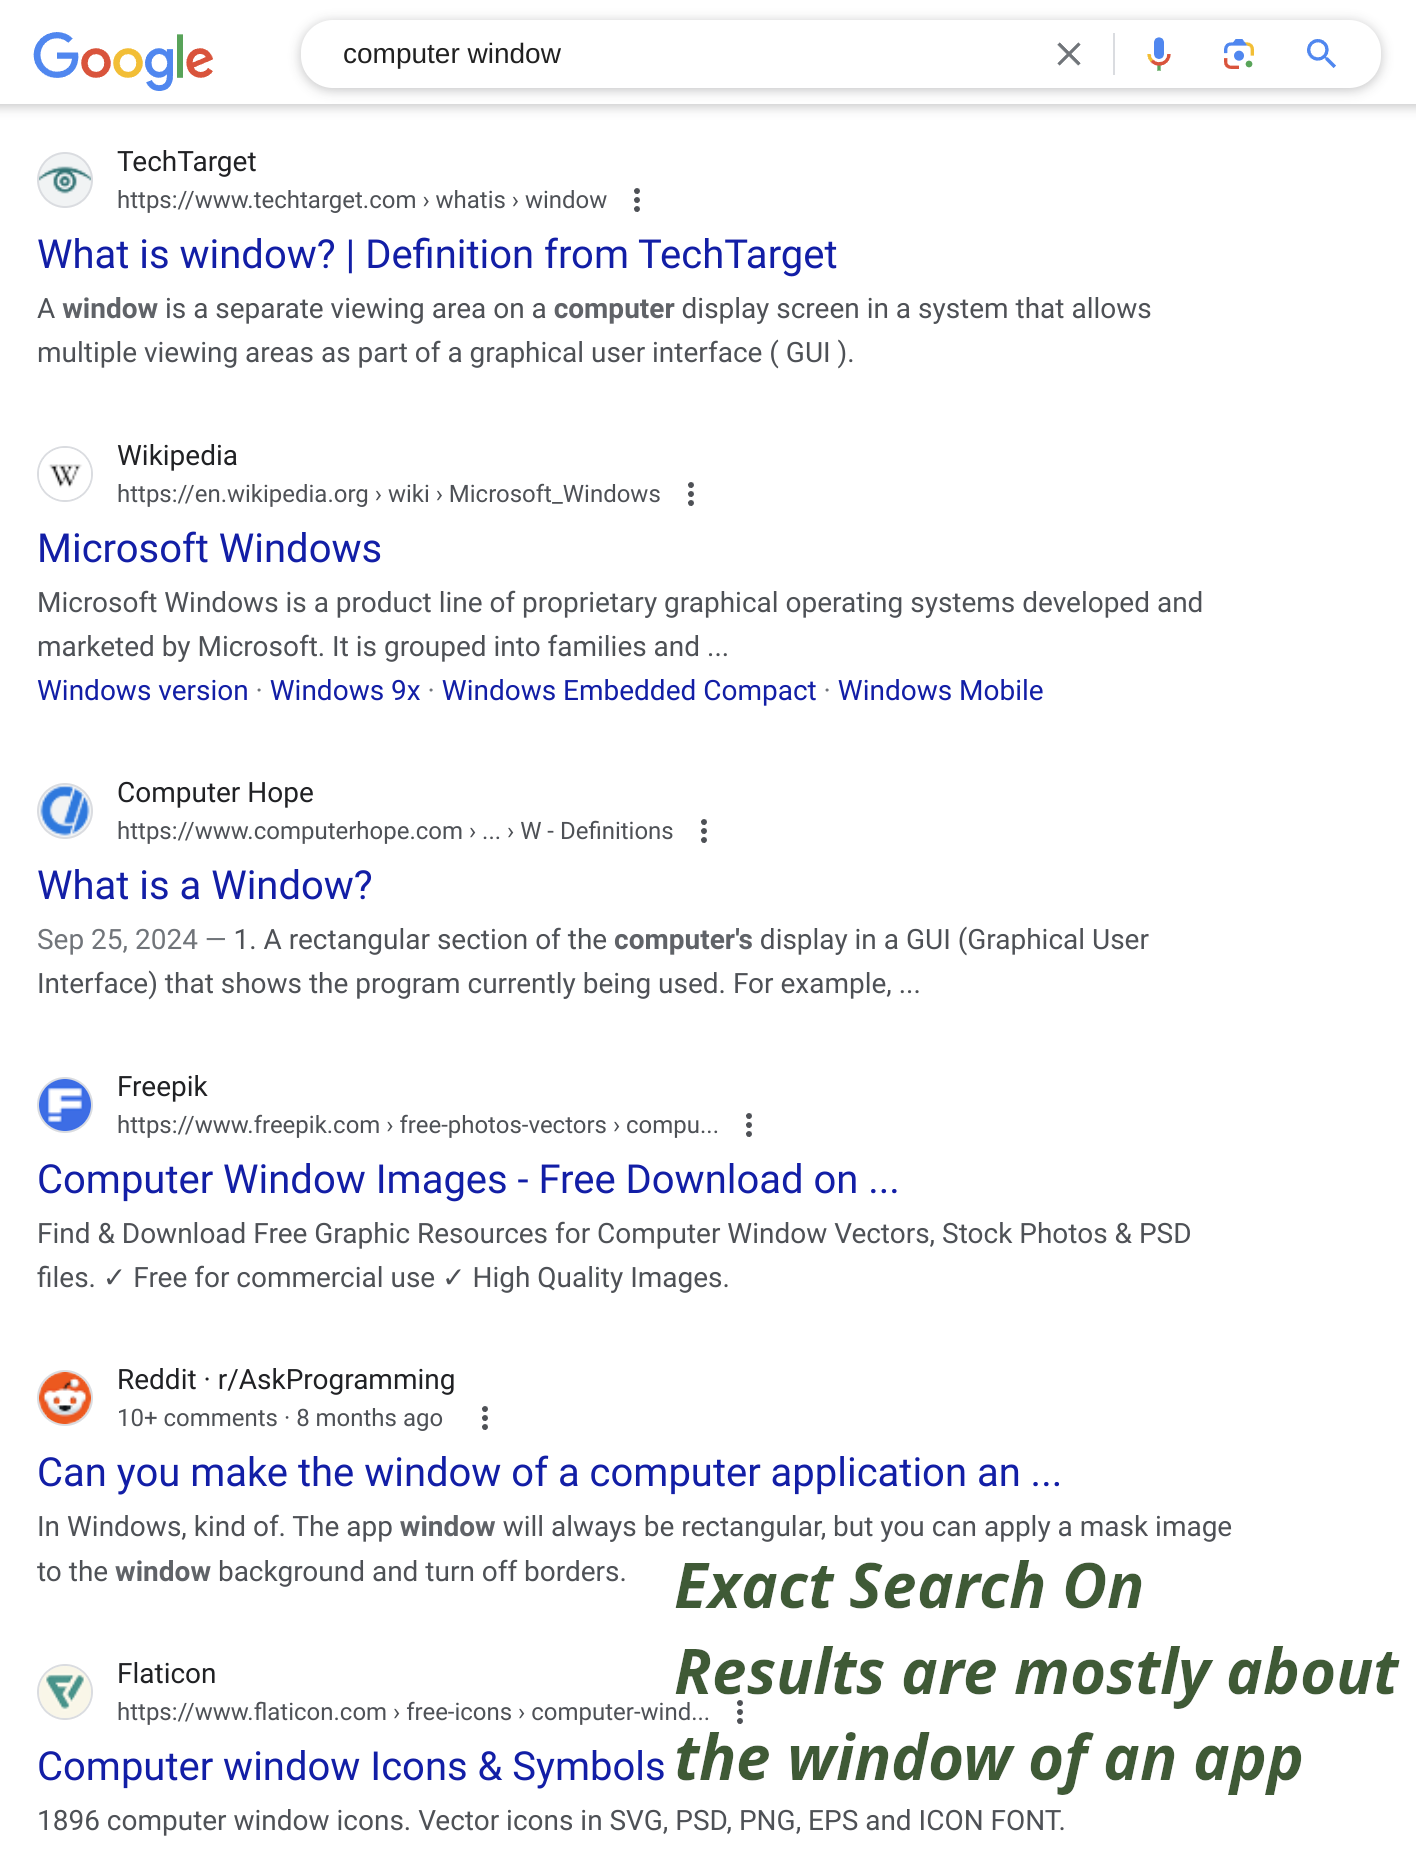 Google
computer window
TechTarget
https://www.techtarget.com › whatis › window
What is window? | Definition from TechTarget
A window is a separate viewing area on a computer display screen in a system that allows
multiple viewing areas as part of a graphical user interface ( GUI ).
W
Wikipedia
https://en.wikipedia.org › wiki › Microsoft_Windows
Microsoft Windows
Microsoft Windows is a product line of proprietary graphical operating systems developed and
marketed by Microsoft. It is grouped into families and ...
Windows version · Windows 9x · Windows Embedded Compact · Windows Mobile
Computer Hope
https://www.computerhope.com › ... › W - Definitions
What is a Window?
Sep 25, 2024 — 1. A rectangular section of the computer's display in a GUI (Graphical User
Interface) that shows the program currently being used. For example, ...
Freepik
https://www.freepik.com › free-photos-vectors › compu...
Computer Window Images - Free Download on ...
Find & Download Free Graphic Resources for Computer Window Vectors, Stock Photos & PSD
files. ✓ Free for commercial use ✓ High Quality Images.
Reddit · r/AskProgramming
10+ comments · 8 months ago
Can you make the window of a computer application an ...
In Windows, kind of. The app window will always be rectangular, but you can apply a mask image
to the window background and turn off borders.
Flaticon
https://www.flaticon.com › free-icons › computer-wind...
Computer window Icons & Symbols
1896 computer window icons. Vector icons in SVG, PSD, PNG, EPS and ICON FONT.
Exact Search On
Results are mostly about
the window of an app